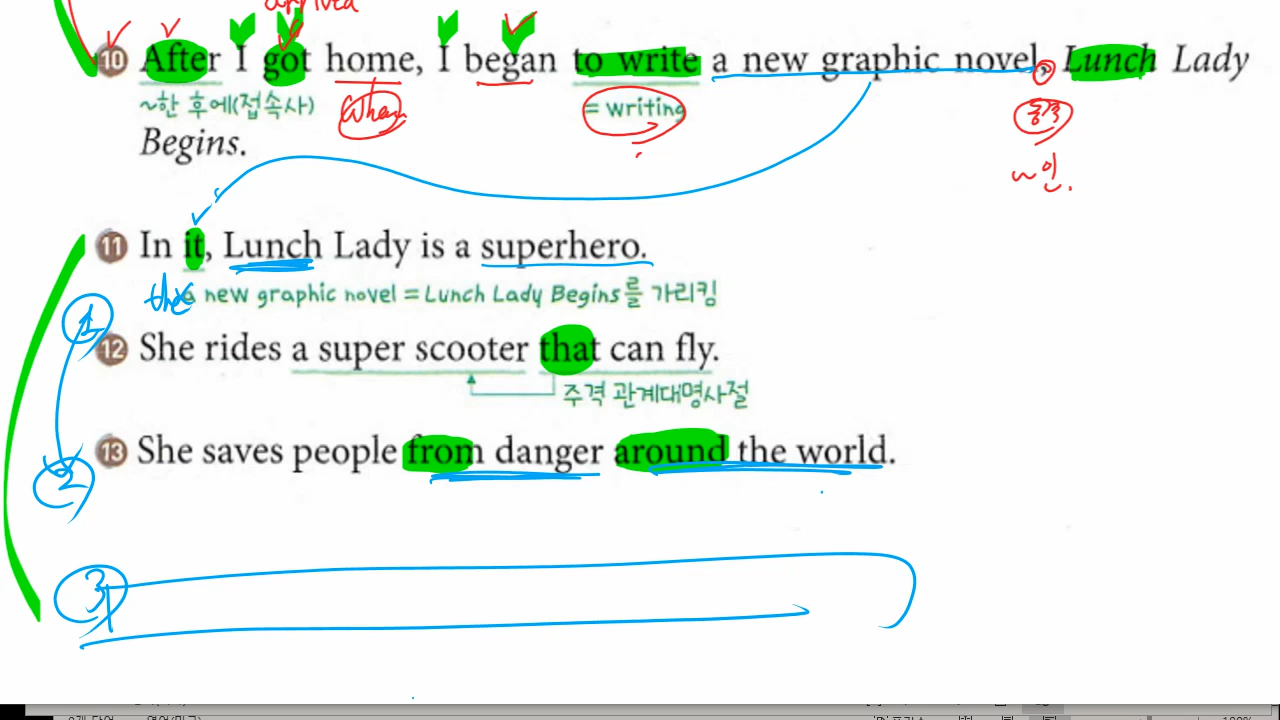 arrived
10 After I got home, I began to write a new graphic novel, Lunch Lady
~한 후에(접속사) when = writing 동격
Begins.
~인.
11 In it, Lunch Lady is a superhero.
the a new graphic novel = Lunch Lady Begins를 가리킴
1
12 She rides a super scooter that can fly.
주격 관계대명사절
13 She saves people from danger around the world.
2
3